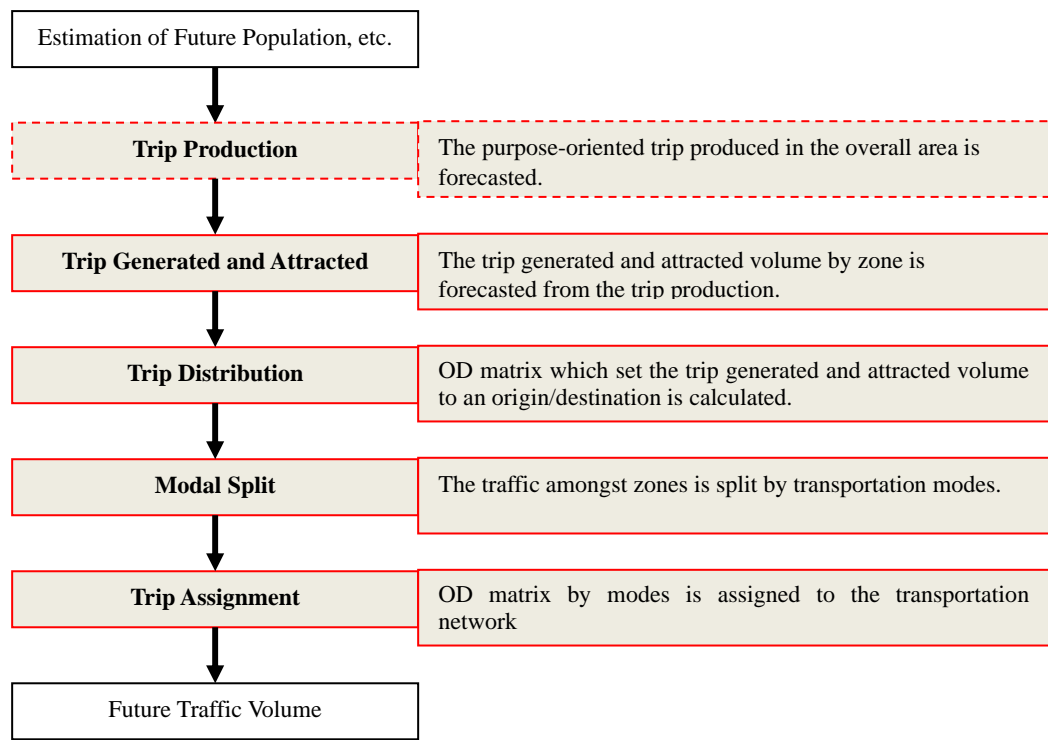 Estimation of Future Population, etc.
Trip Production
The purpose-oriented trip produced in the overall area is
forecasted.
Trip Generated and Attracted
The trip generated and attracted volume by zone is
forecasted from the trip production.
Trip Distribution
OD matrix which set the trip generated and attracted volume
to an origin/destination is calculated.
Modal Split
The traffic amongst zones is split by transportation modes.
Trip Assignment
OD matrix by modes is assigned to the transportation
network
Future Traffic Volume